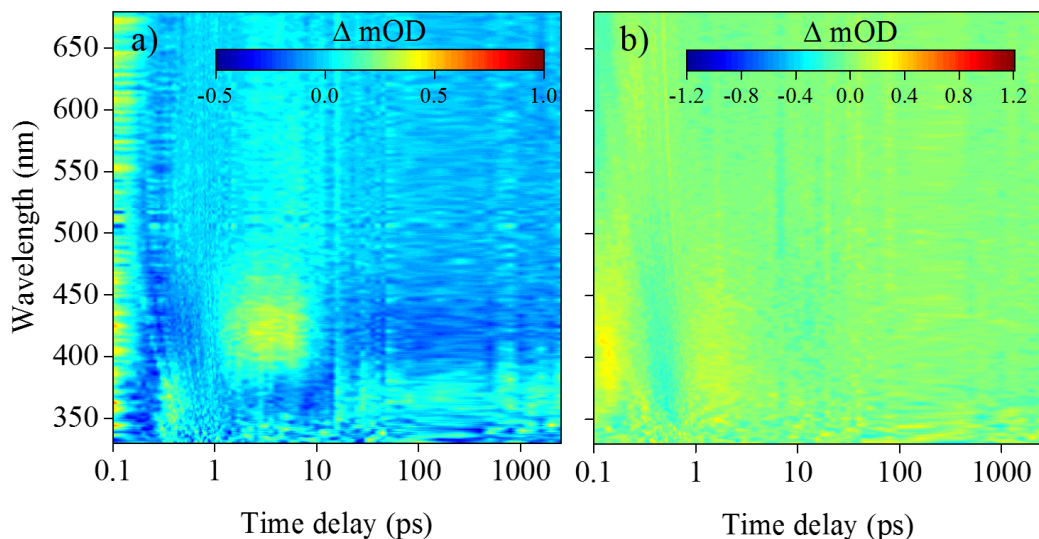 a)
Δ mOD
-0.5 0.0 0.5 1.0
b)
Δ mOD
-1.2 -0.8 -0.4 0.0 0.4 0.8 1.2
Wavelength (nm)
650
600
550
500
450
400
350
0.1 1 10 100 1000
Time delay (ps)
0.1 1 10 100 1000
Time delay (ps)